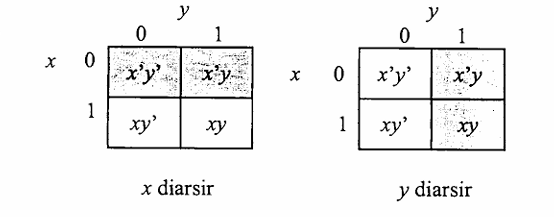 y y
0 1 0 1
x 0 x’y’ x’y x 0 x’y’ x’y
1 xy’ xy 1 xy’ xy
x diarsir y diarsir